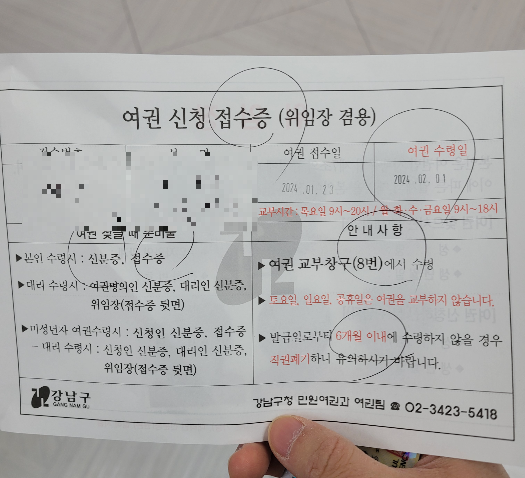 여권 신청 접수증 (위임장 겸용)
여권 접수일
여권 수령일
2024.01.23
2024.02.01
교부시간 : 목요일 9시~20시 / 월·화·수·금요일 9시~18시
여권 찾을 때 준비물
▶본인 수령시 : 신분증, 접수증
▶대리 수령시 : 여권명의인 신분증, 대리인 신분증,
위임장(접수증 뒷면)
▶미성년자 여권수령시 : 신청인 신분증, 접수증
- 대리 수령시 : 신청인 신분증, 대리인 신분증,
위임장(접수증 뒷면)
안내사항
▶ 여권 교부창구(8번)에서 수령
▶ 토요일, 일요일, 공휴일은 여권을 교부하지 않습니다.
▶ 발급일로부터 6개월 이내에 수령하지 않을 경우
직권폐기하니 유의하시기 바랍니다.
강남구
GANG NAM GU
강남구청 민원여권과 여권팀 ☎ 02-3423-5418